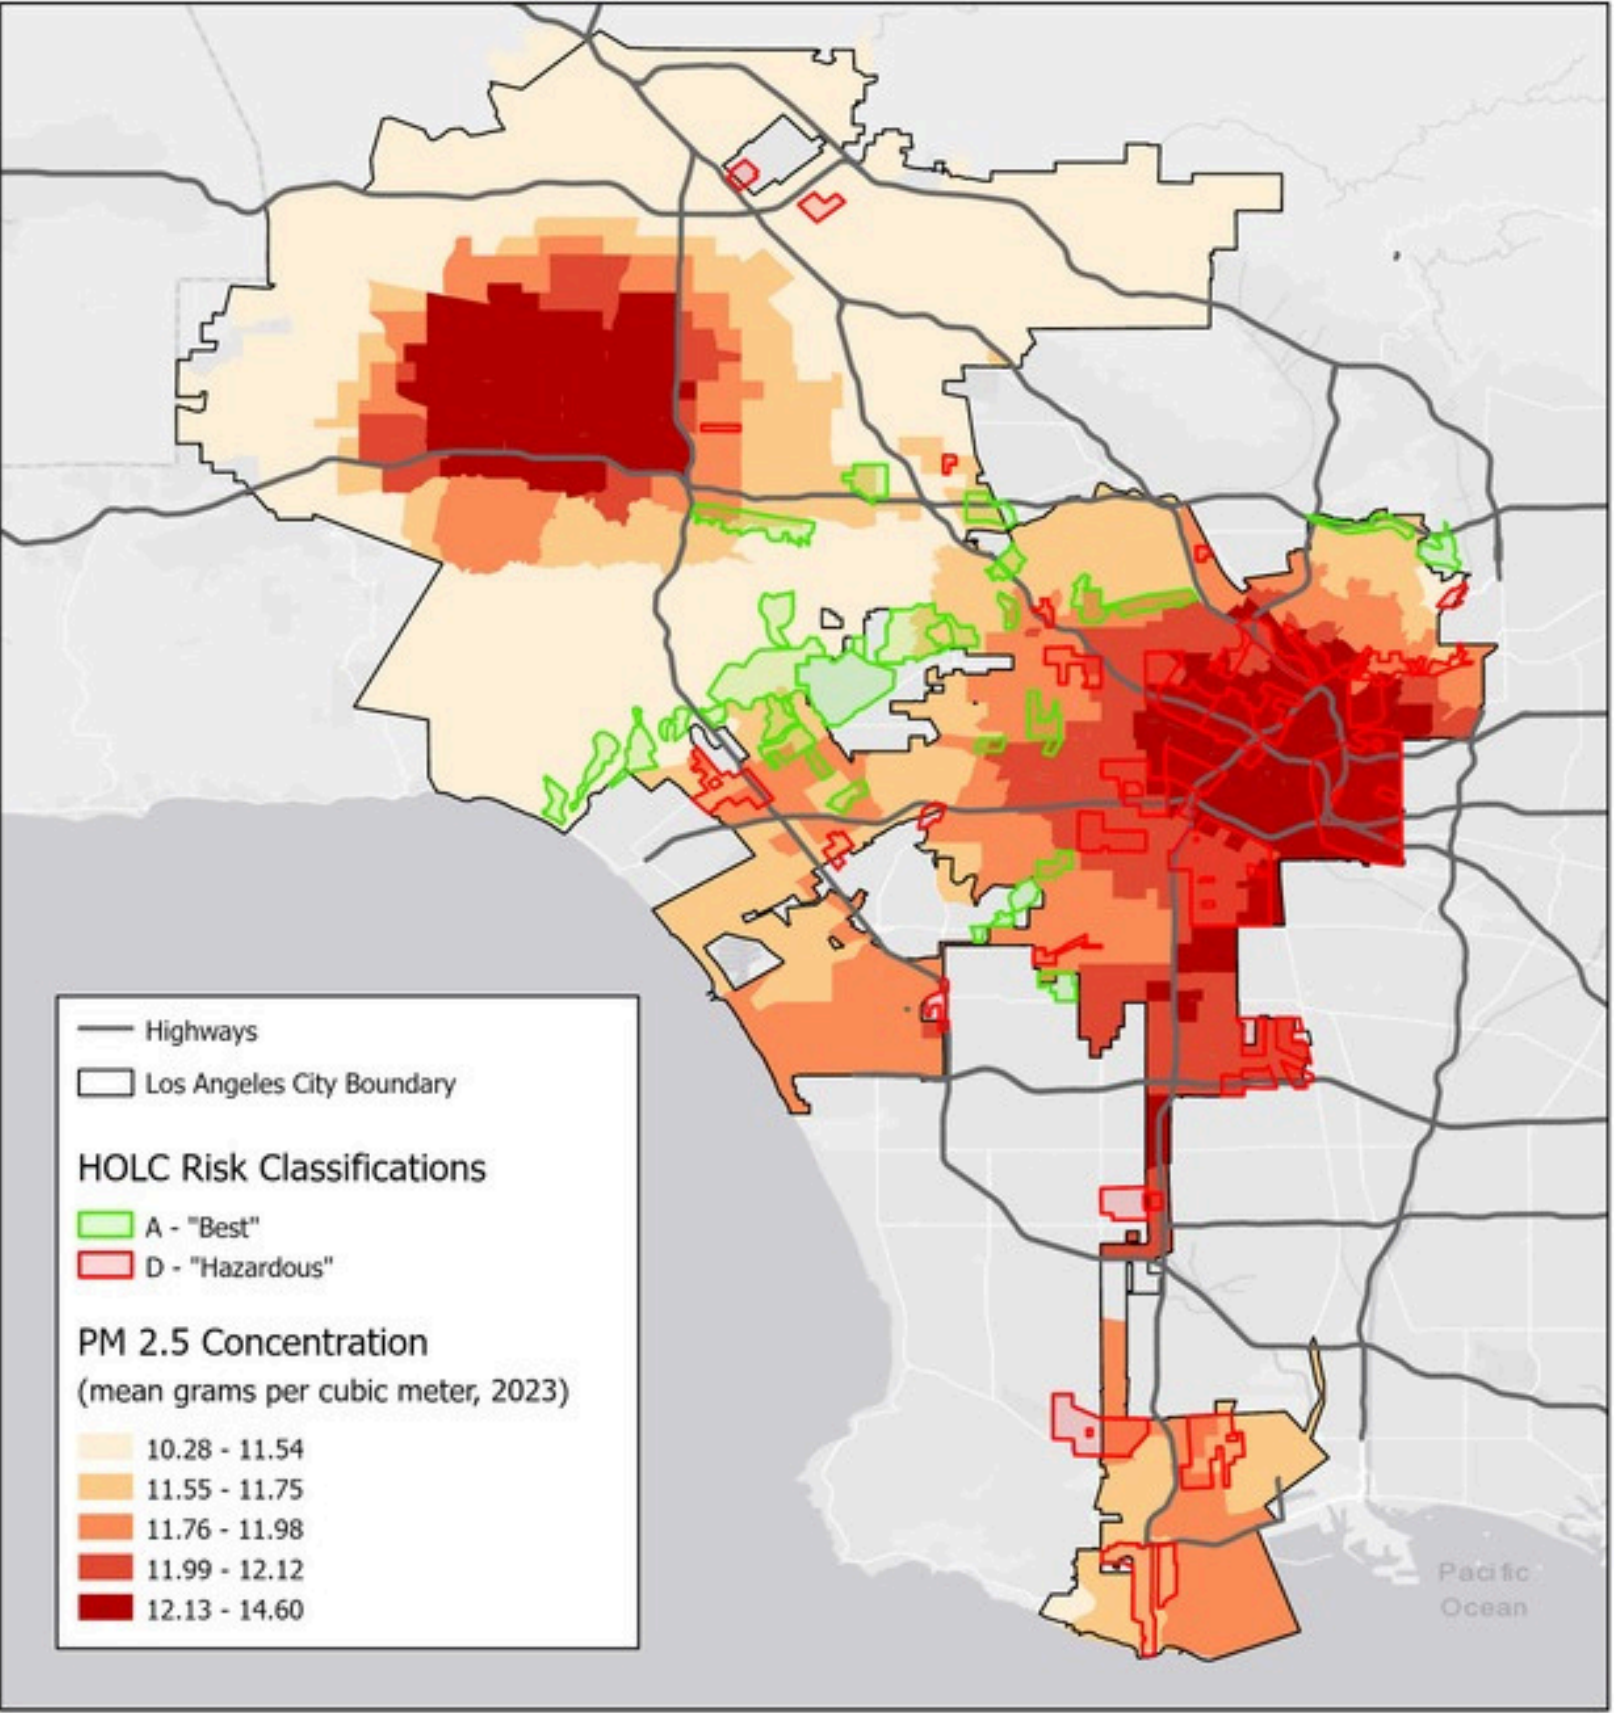 Highways
Los Angeles City Boundary
HOLC Risk Classifications
A - "Best"
D - "Hazardous"
PM 2.5 Concentration
(mean grams per cubic meter, 2023)
10.28 - 11.54
11.55 - 11.75
11.76 - 11.98
11.99 - 12.12
12.13 - 14.60
Pacific
Ocean